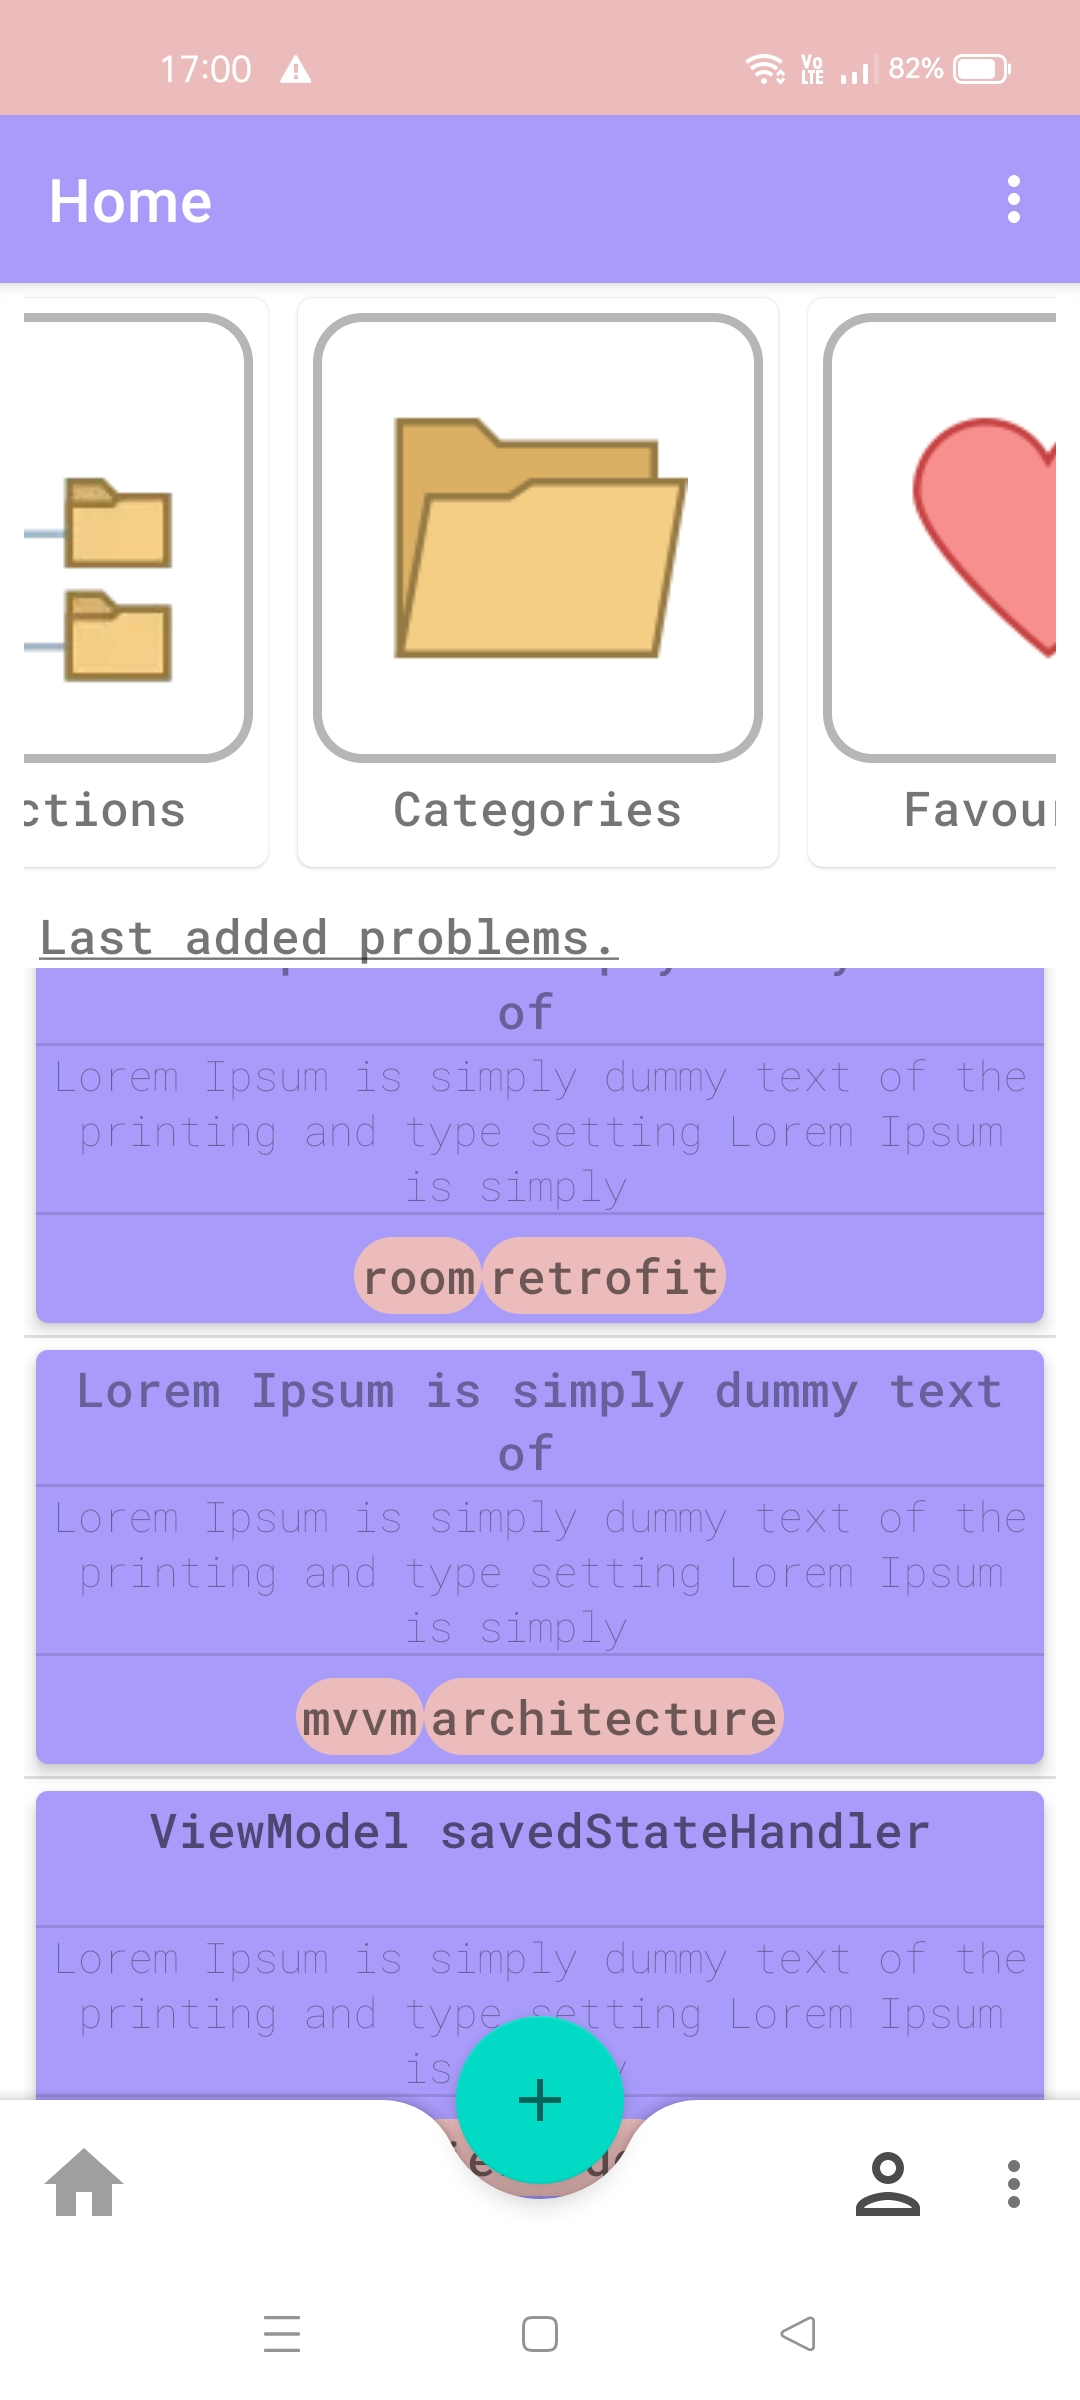 17:00
Vo LTE
82%
Home
ctions
Categories
Favour
Last added problems.
of
Lorem Ipsum is simply dummy text of the
printing and type setting Lorem Ipsum
is simply
room retrofit
Lorem Ipsum is simply dummy text
of
Lorem Ipsum is simply dummy text of the
printing and type setting Lorem Ipsum
is simply
mvvm architecture
ViewModel savedStateHandler
Lorem Ipsum is simply dummy text of the
printing and type setting Lorem Ipsum
is